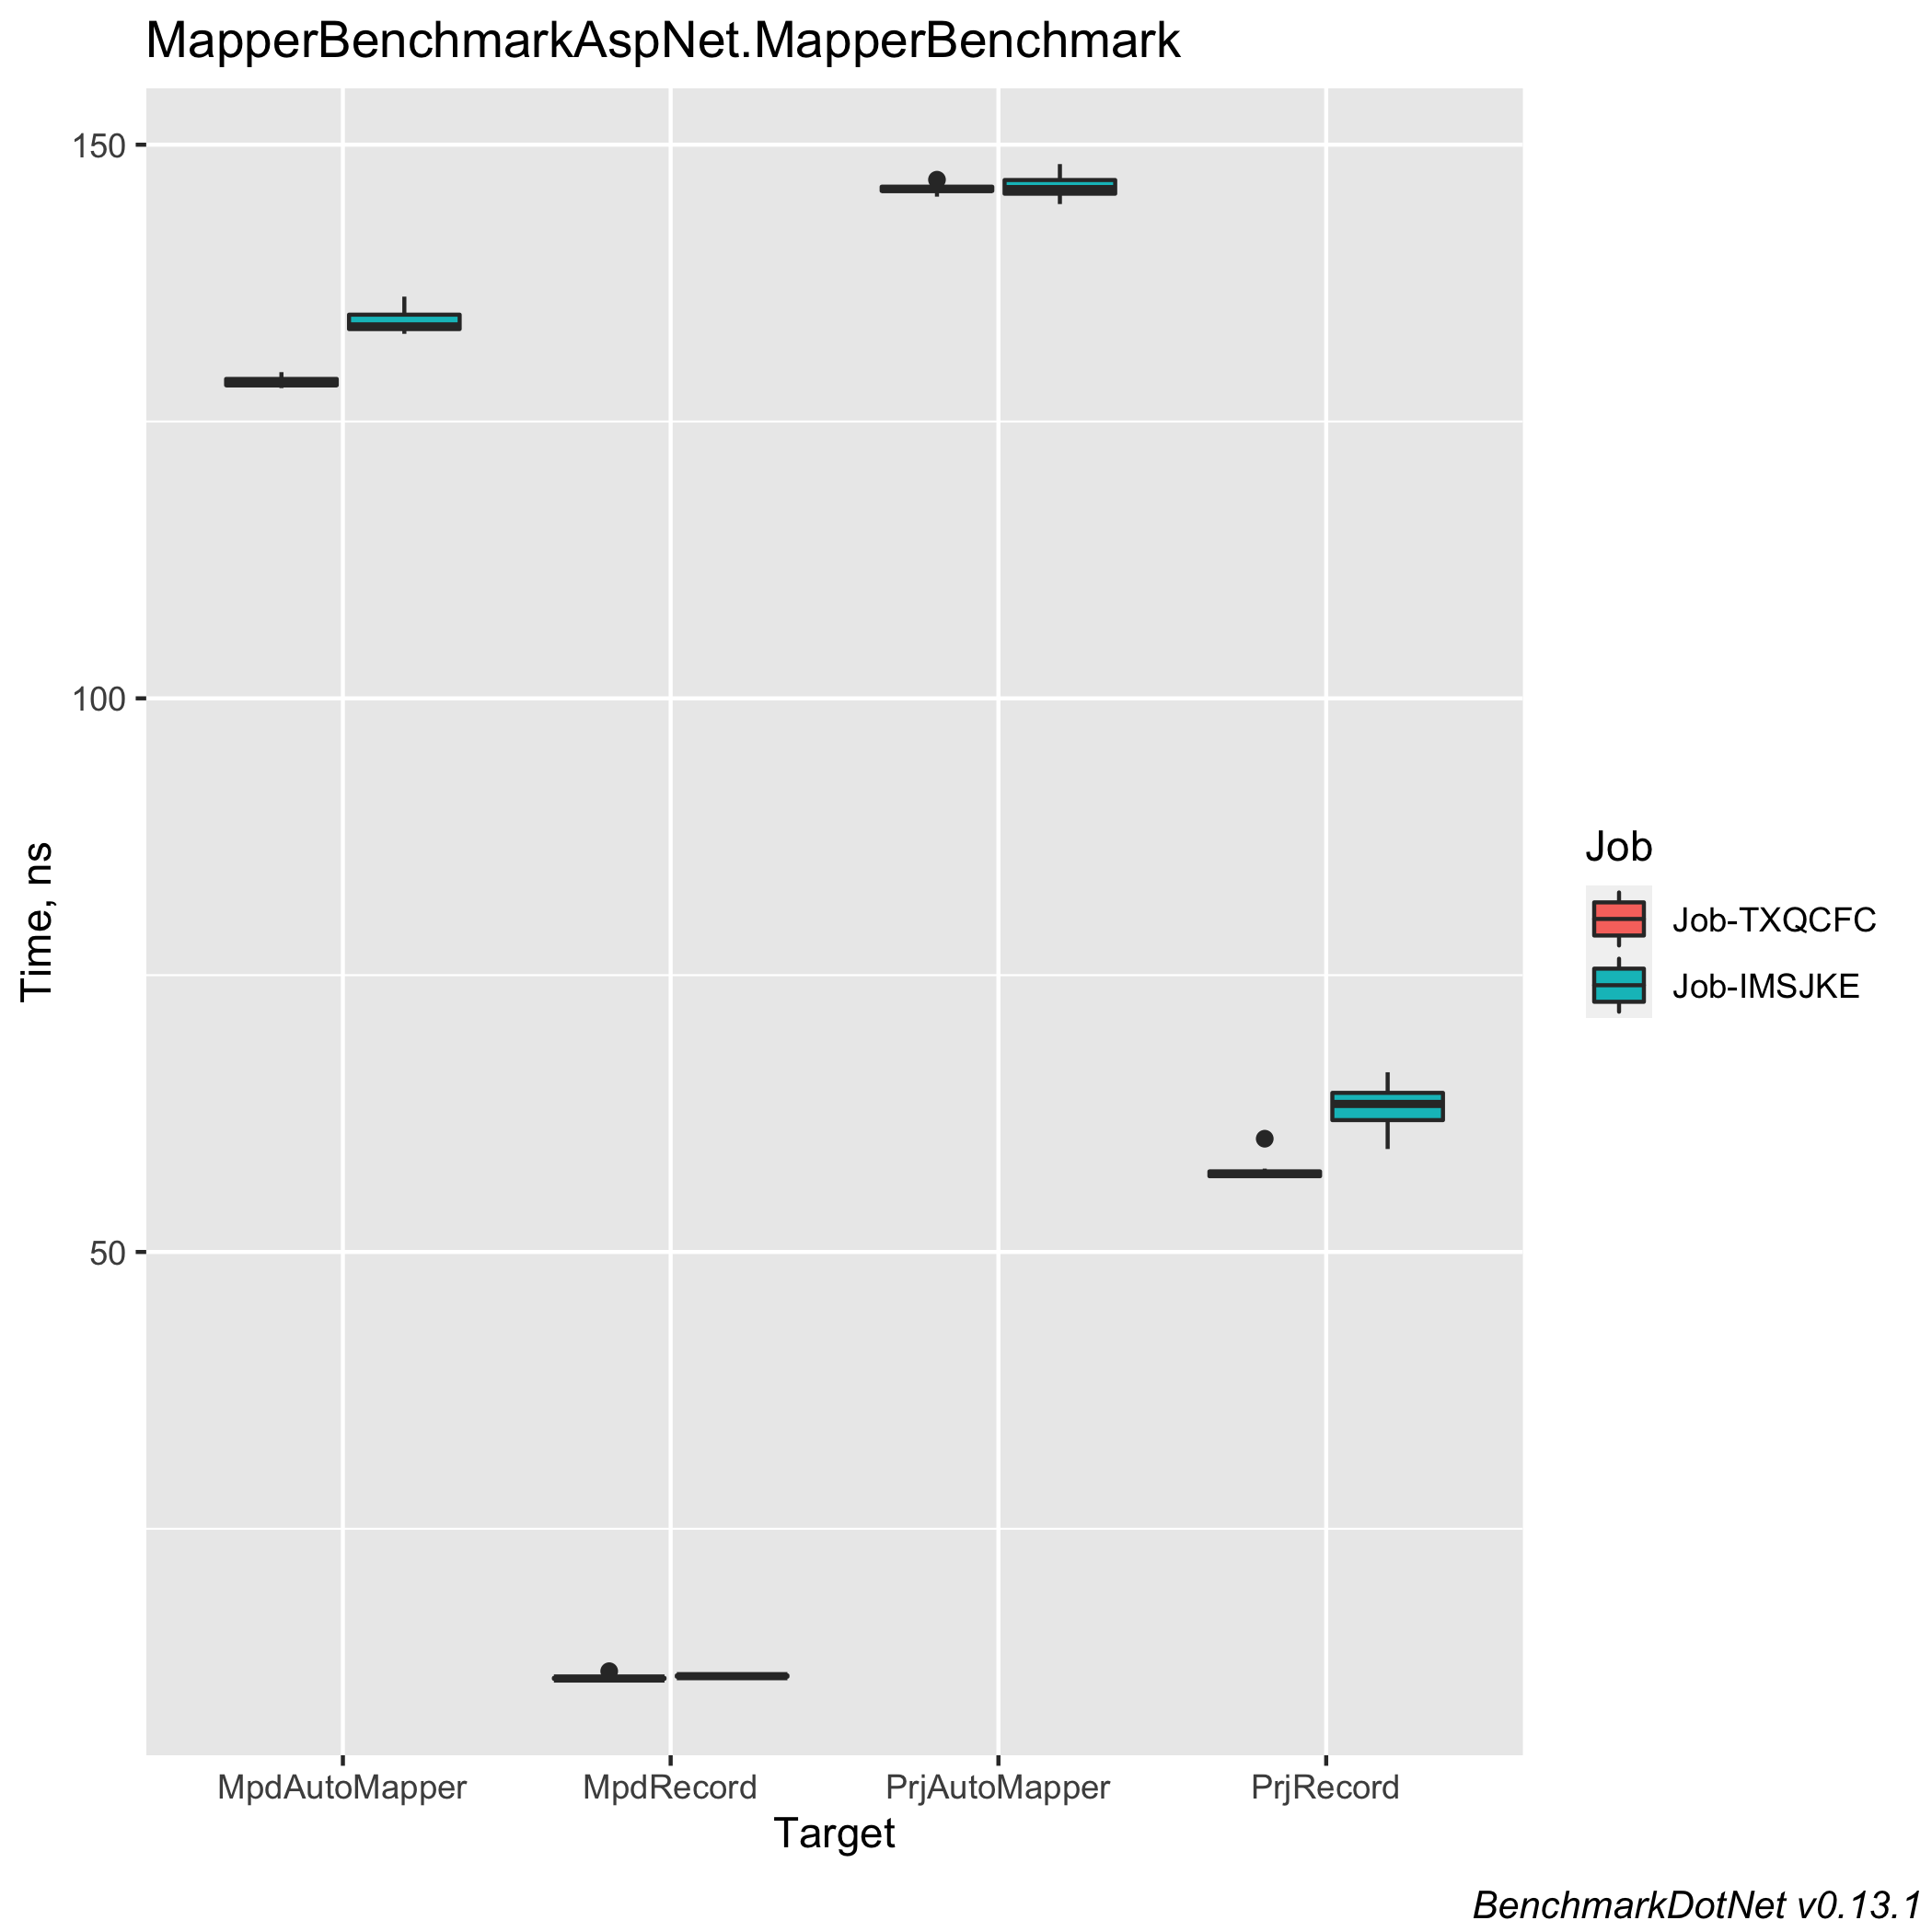 MapperBenchmarkAspNet.MapperBenchmark
150
100
50
Time, ns
Job
Job-TXQCFC
Job-IMSJKE
MpdAutoMapper MpdRecord PrjAutoMapper PrjRecord
Target
BenchmarkDotNet v0.13.1